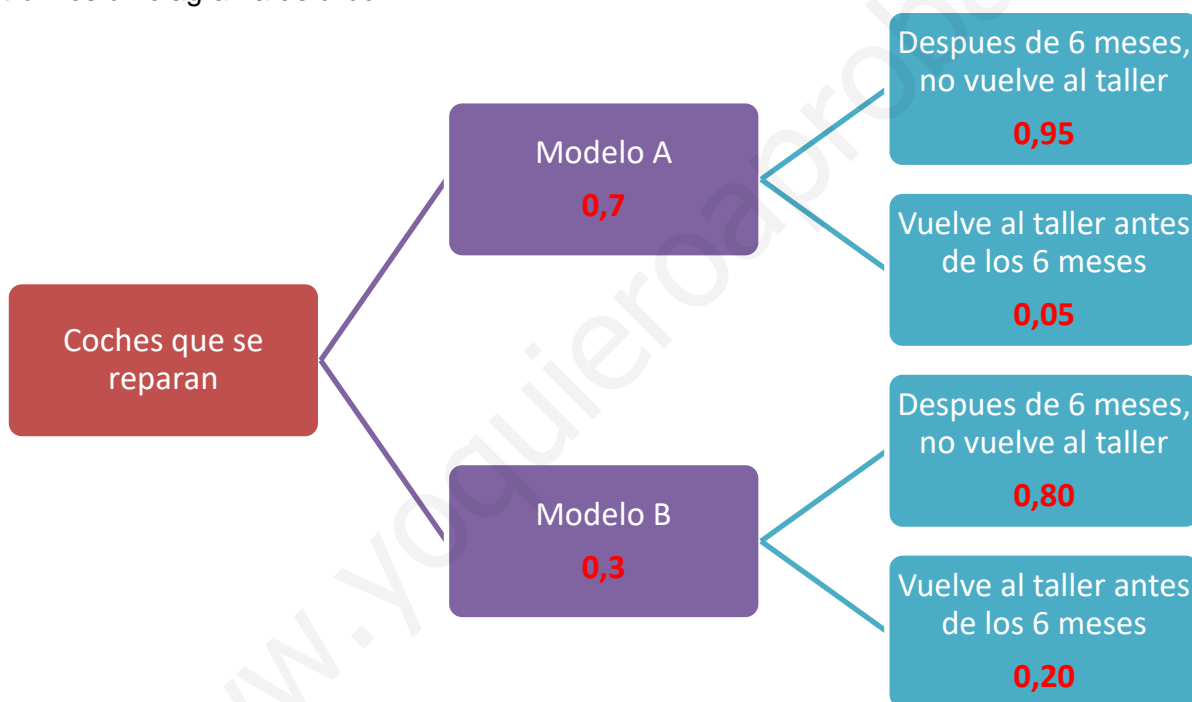 Despues de 6 meses,
no vuelve al taller
0,95
Modelo A
0,7
Vuelve al taller antes
de los 6 meses
0,05
Coches que se
reparan
Despues de 6 meses,
no vuelve al taller
0,80
Modelo B
0,3
Vuelve al taller antes
de los 6 meses
0,20
www.yoquieroaproba